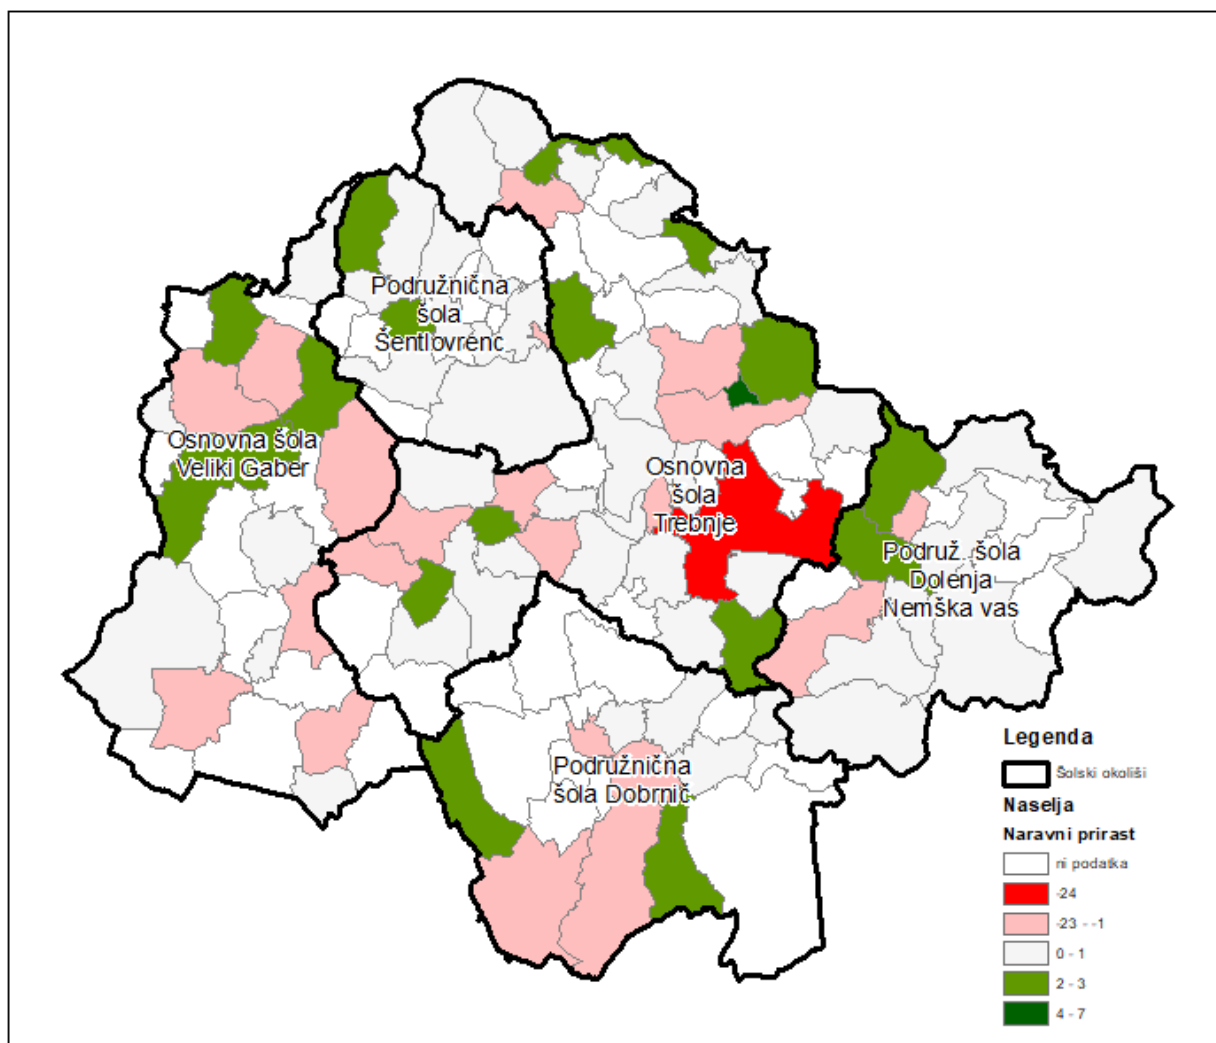 Podružnična
šola
Šentlovrenc
Osnovna šola
Veliki Gaber
Osnovna
šola
Trebnje
Podruž. šola
Dolenja
Nemška vas
Podružnična
šola Dobrnič
Legenda
Šolski okoliši
Naselja
Naravni prirast
ni podatka
-24
-23 - -1
0 - 1
2 - 3
4 - 7